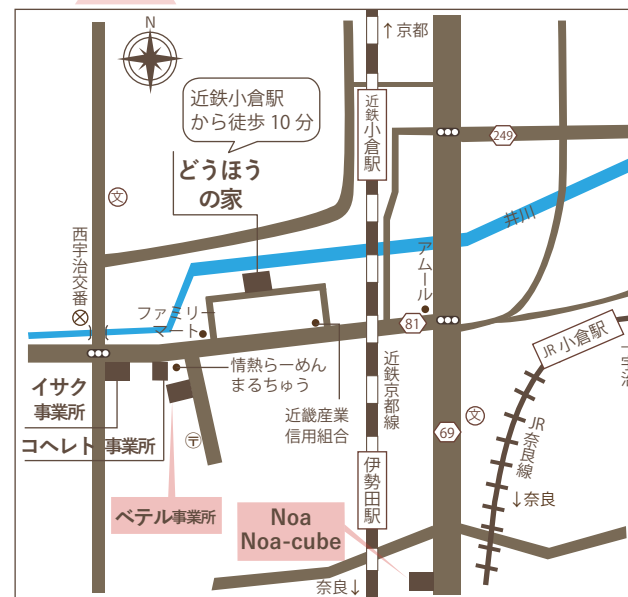 N
↑京都
近鉄小倉駅
から徒歩 10 分
近鉄小倉駅
249
どうほう
の家
文
井川
西宇治交番
アムール
ファミリー
マート
81
JR 小倉駅
情熱らーめん
まるちゅう
イサク
事業所
近鉄京都線
近畿産業
信用組合
コヘレト 事業所
〒
69
文
JR奈良線
伊勢田駅
↓奈良
ベテル事業所
Noa
Noa-cube
奈良↓